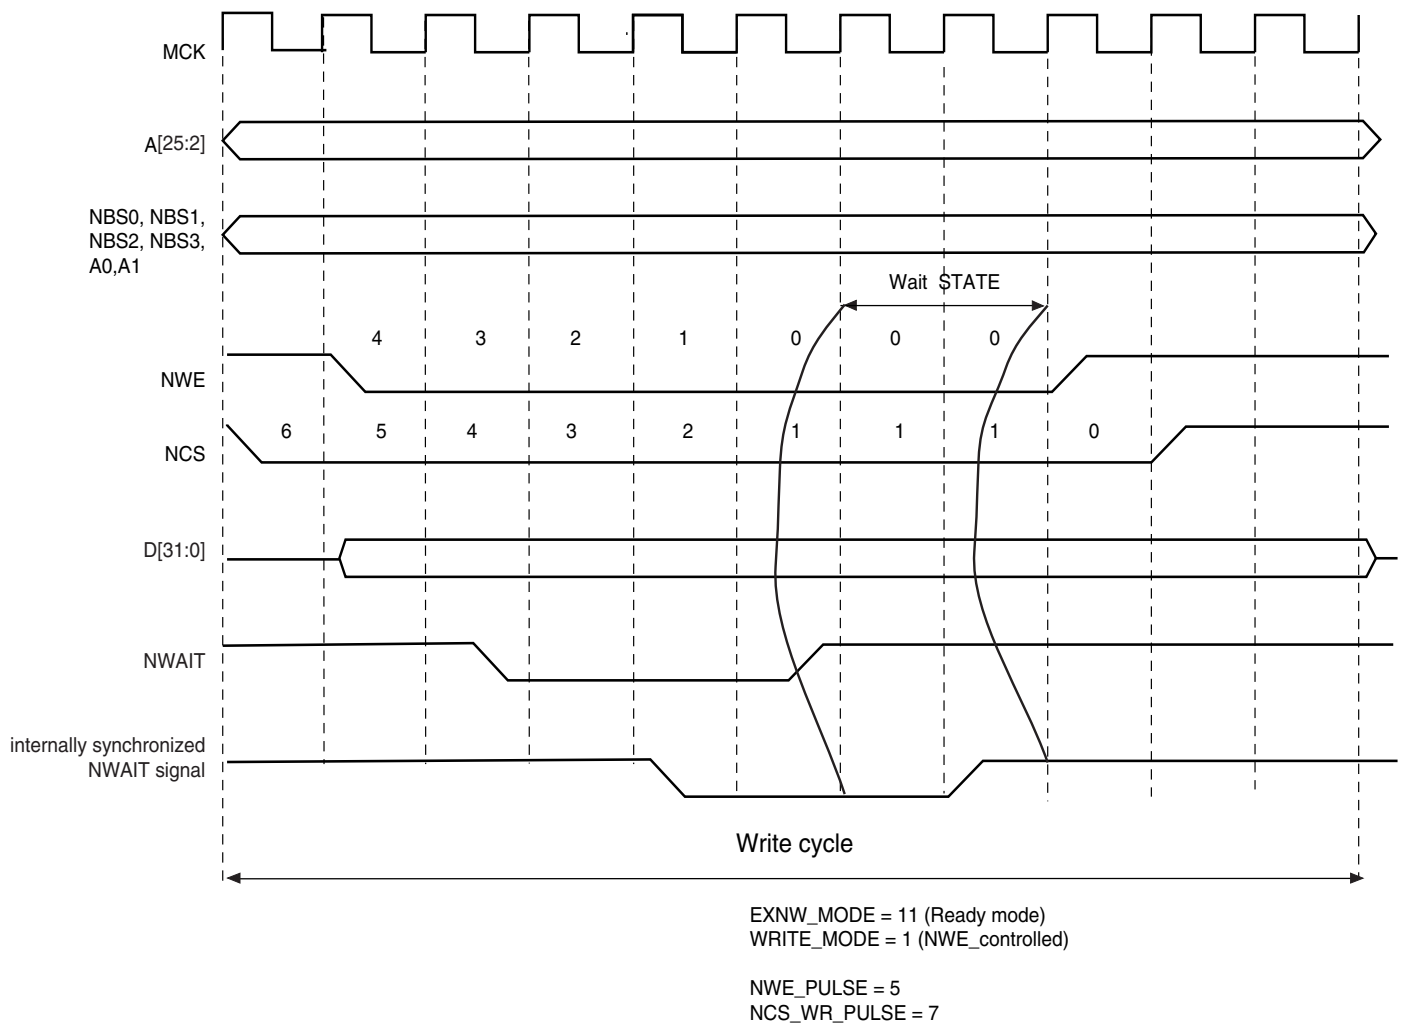 MCK
A[25:2]
NBS0, NBS1,
NBS2, NBS3,
A0,A1
Wait STATE
4 3 2 1 0 0 0
NWE
6 5 4 3 2 1 1 1 0
NCS
D[31:0]
NWAIT
internally synchronized
NWAIT signal
Write cycle
EXNW_MODE = 11 (Ready mode)
WRITE_MODE = 1 (NWE_controlled)
NWE_PULSE = 5
NCS_WR_PULSE = 7